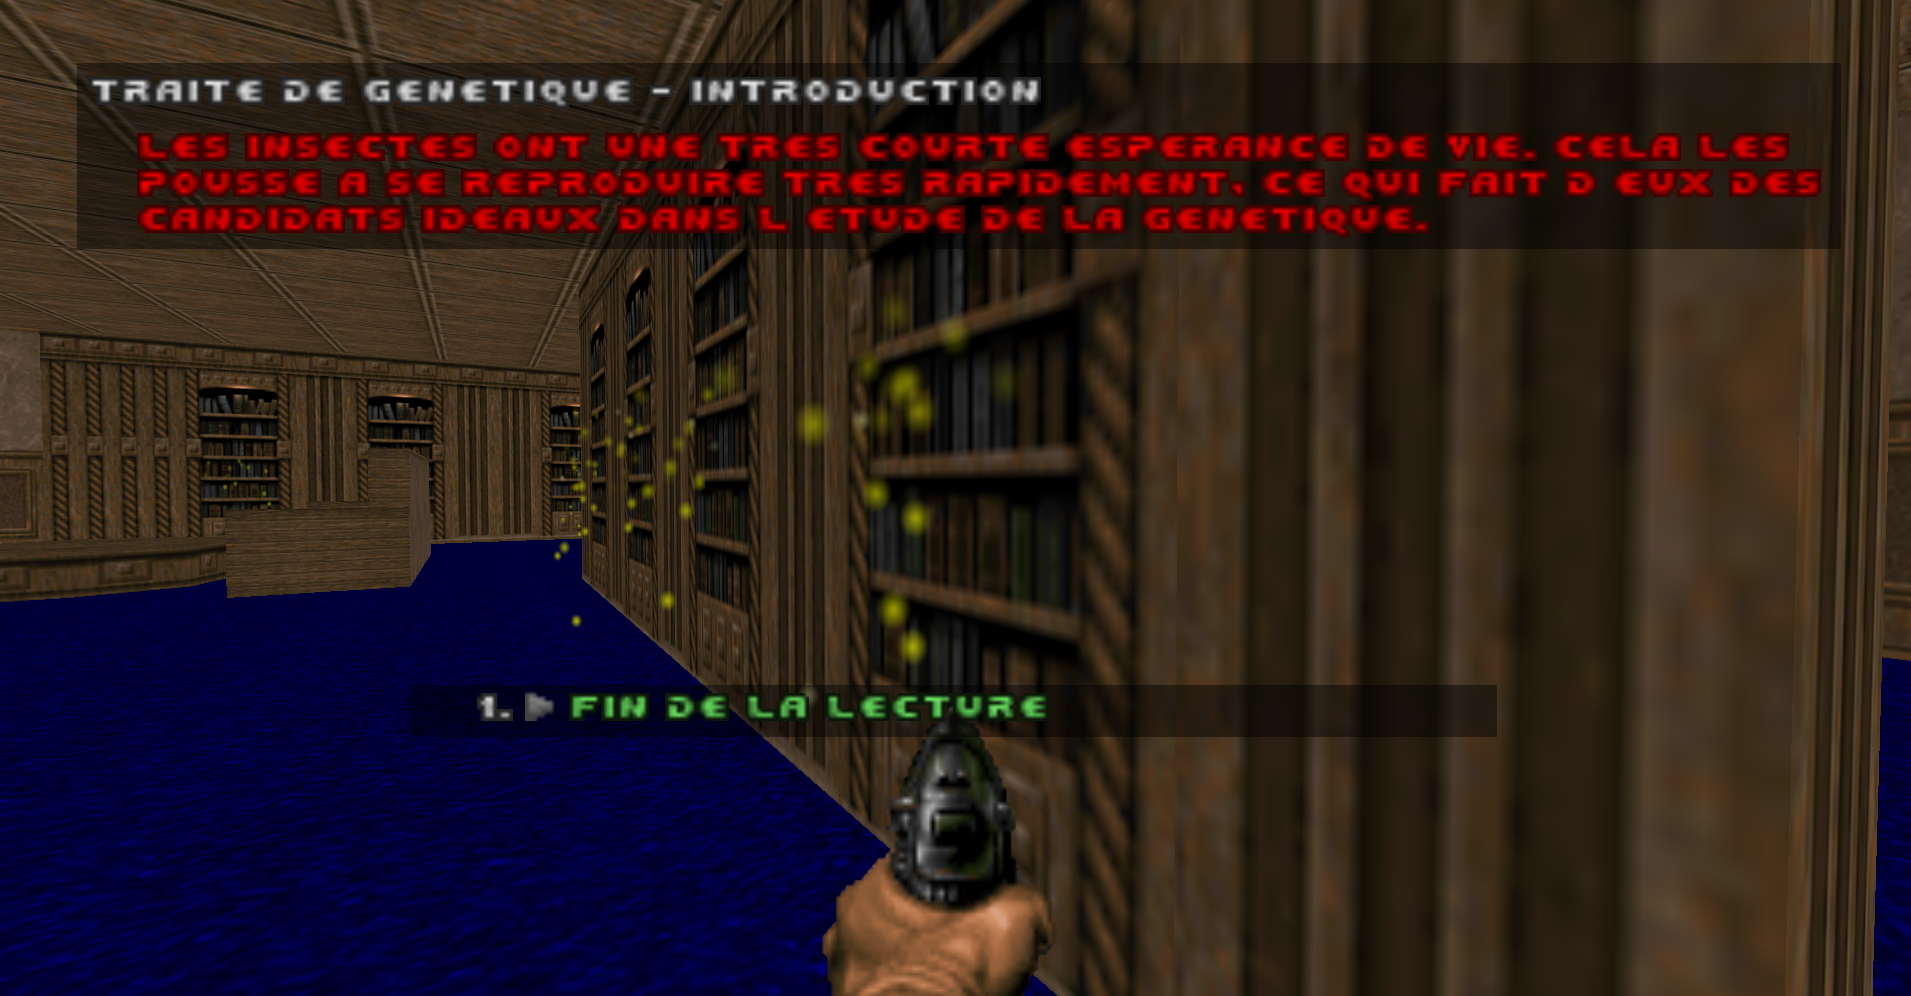 TRAITE DE GENETIQUE - INTRODUCTION
LES INSECTES ONT UNE TRES COURTE ESPERANCE DE VIE. CELA LES
POUSSE A SE REPRODUIRE TRES RAPIDEMENT, CE QUI FAIT D EUX DES
CANDIDATS IDEAUX DANS L ETUDE DE LA GENETIQUE.
1. FIN DE LA LECTURE